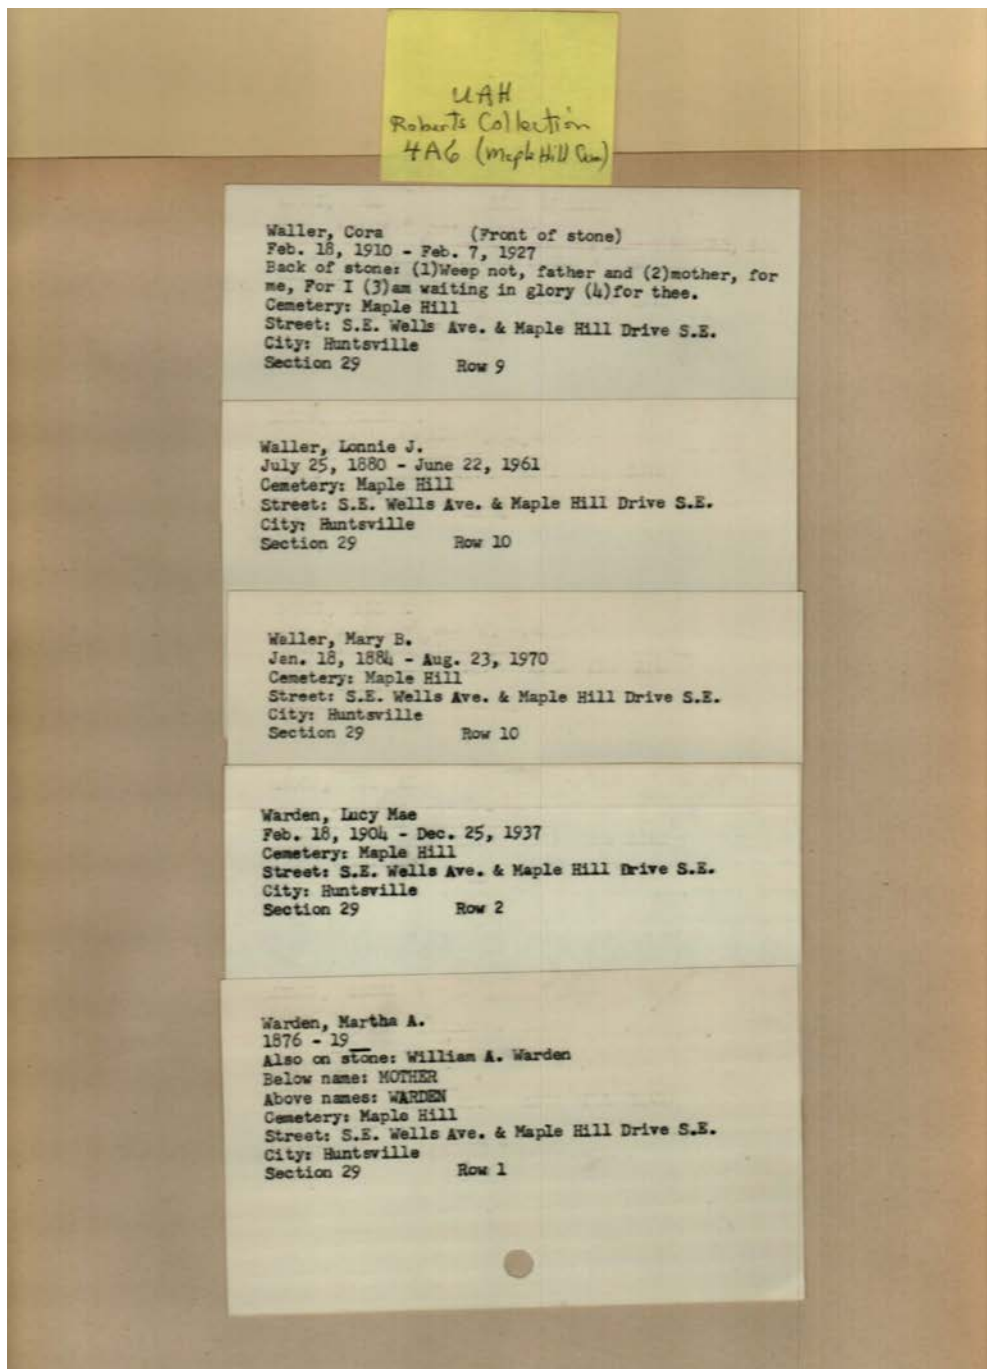 UAH
Roberts Collection
4A6 (Maple Hill Cem)
Waller, Cora (Front of stone)
Feb. 18, 1910 - Feb. 7, 1927
Back of stone: (1)Weep not, father and (2)mother, for
me, For I (3)am waiting in glory (4)for thee.
Cemetery: Maple Hill
Street: S.E. Wells Ave. & Maple Hill Drive S.E.
City: Huntsville
Section 29 Row 9
Waller, Lonnie J.
July 25, 1880 - June 22, 1961
Cemetery: Maple Hill
Street: S.E. Wells Ave. & Maple Hill Drive S.E.
City: Huntsville
Section 29 Row 10
Waller, Mary B.
Jan. 18, 1884 - Aug. 23, 1970
Cemetery: Maple Hill
Street: S.E. Wells Ave. & Maple Hill Drive S.E.
City: Huntsville
Section 29 Row 10
Warden, Lucy Mae
Feb. 18, 1904 - Dec. 25, 1937
Cemetery: Maple Hill
Street: S.E. Wells Ave. & Maple Hill Drive S.E.
City: Huntsville
Section 29 Row 2
Warden, Martha A.
1876 - 19__
Also on stone: William A. Warden
Below name: MOTHER
Above names: WARDEN
Cemetery: Maple Hill
Street: S.E. Wells Ave. & Maple Hill Drive S.E.
City: Huntsville
Section 29 Row 1